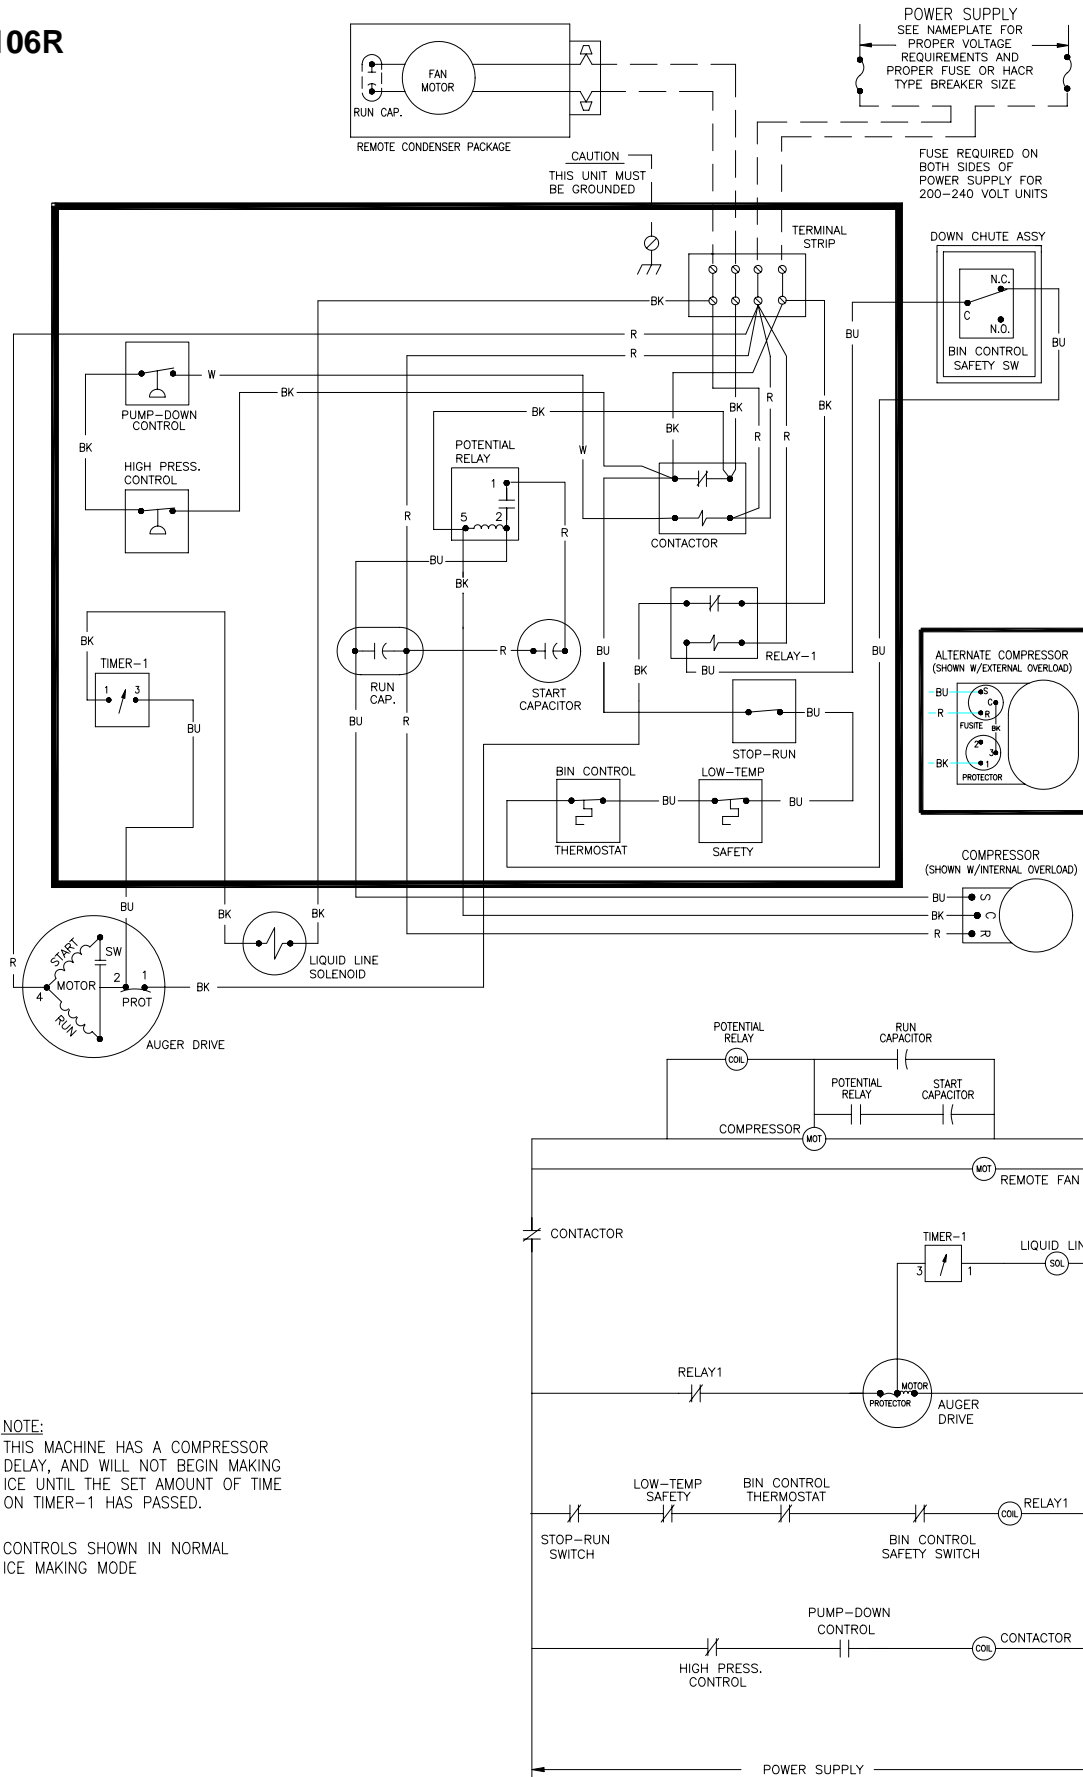 106R
FAN
MOTOR
RUN CAP.
REMOTE CONDENSER PACKAGE
POWER SUPPLY
SEE NAMEPLATE FOR
PROPER VOLTAGE
REQUIREMENTS AND
PROPER FUSE OR HACR
TYPE BREAKER SIZE
CAUTION
THIS UNIT MUST
BE GROUNDED
FUSE REQUIRED ON
BOTH SIDES OF
POWER SUPPLY FOR
200-240 VOLT UNITS
TERMINAL
STRIP
DOWN CHUTE ASSY
N.C.
C
N.O.
BIN CONTROL
SAFETY SW
BK
R
R
BU
BU
W
BK
PUMP-DOWN
CONTROL
BK
HIGH PRESS.
CONTROL
BK
POTENTIAL
RELAY
1
5
2
BU
BK
R
R
W
BK
BK
R
R
R
BK
CONTACTOR
RELAY-1
BU
BU
BK
BU
BK
TIMER-1
1
3
BU
RUN
CAP.
R
START
CAPACITOR
BU
R
STOP-RUN
BU
BIN CONTROL
THERMOSTAT
BU
LOW-TEMP
SAFETY
BU
ALTERNATE COMPRESSOR
(SHOWN W/EXTERNAL OVERLOAD)
BU
R
BK
S
C
R
FUSITE
BK
2
3
1
PROTECTOR
COMPRESSOR
(SHOWN W/INTERNAL OVERLOAD)
BU
S
BK
C
R
R
BU
BK
BK
LIQUID LINE
SOLENOID
R
START
SW
MOTOR
2
1
4
PROT
RUN
BK
AUGER DRIVE
POTENTIAL
RELAY
COIL
RUN
CAPACITOR
POTENTIAL
RELAY
START
CAPACITOR
COMPRESSOR
MOT
MOT
REMOTE FAN
CONTACTOR
TIMER-1
3
1
LIQUID LIN
SOL
RELAY1
MOTOR
PROTECTOR
AUGER
DRIVE
NOTE:
THIS MACHINE HAS A COMPRESSOR
DELAY, AND WILL NOT BEGIN MAKING
ICE UNTIL THE SET AMOUNT OF TIME
ON TIMER-1 HAS PASSED.
CONTROLS SHOWN IN NORMAL
ICE MAKING MODE
LOW-TEMP
SAFETY
BIN CONTROL
THERMOSTAT
COIL
RELAY1
STOP-RUN
SWITCH
BIN CONTROL
SAFETY SWITCH
PUMP-DOWN
CONTROL
COIL
CONTACTOR
HIGH PRESS.
CONTROL
POWER SUPPLY